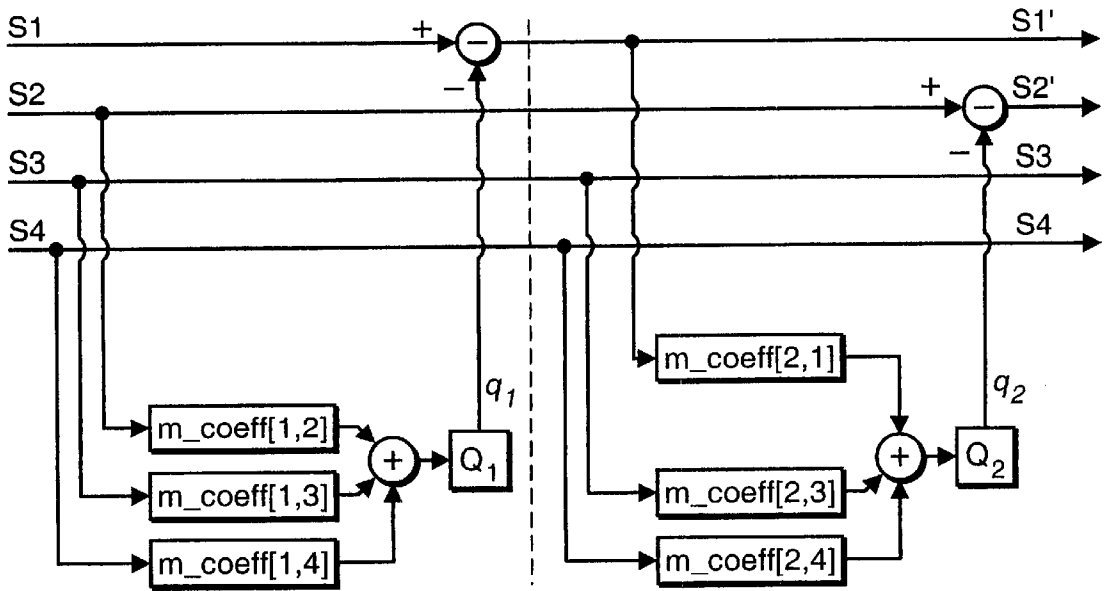 S1 + − S1'
−
S2 + − S2'
−
S3 S3
S4 S4
m_coeff[2,1]
q1 q2
m_coeff[1,2]
+ Q1 + Q2
m_coeff[1,3] m_coeff[2,3]
m_coeff[1,4] m_coeff[2,4]